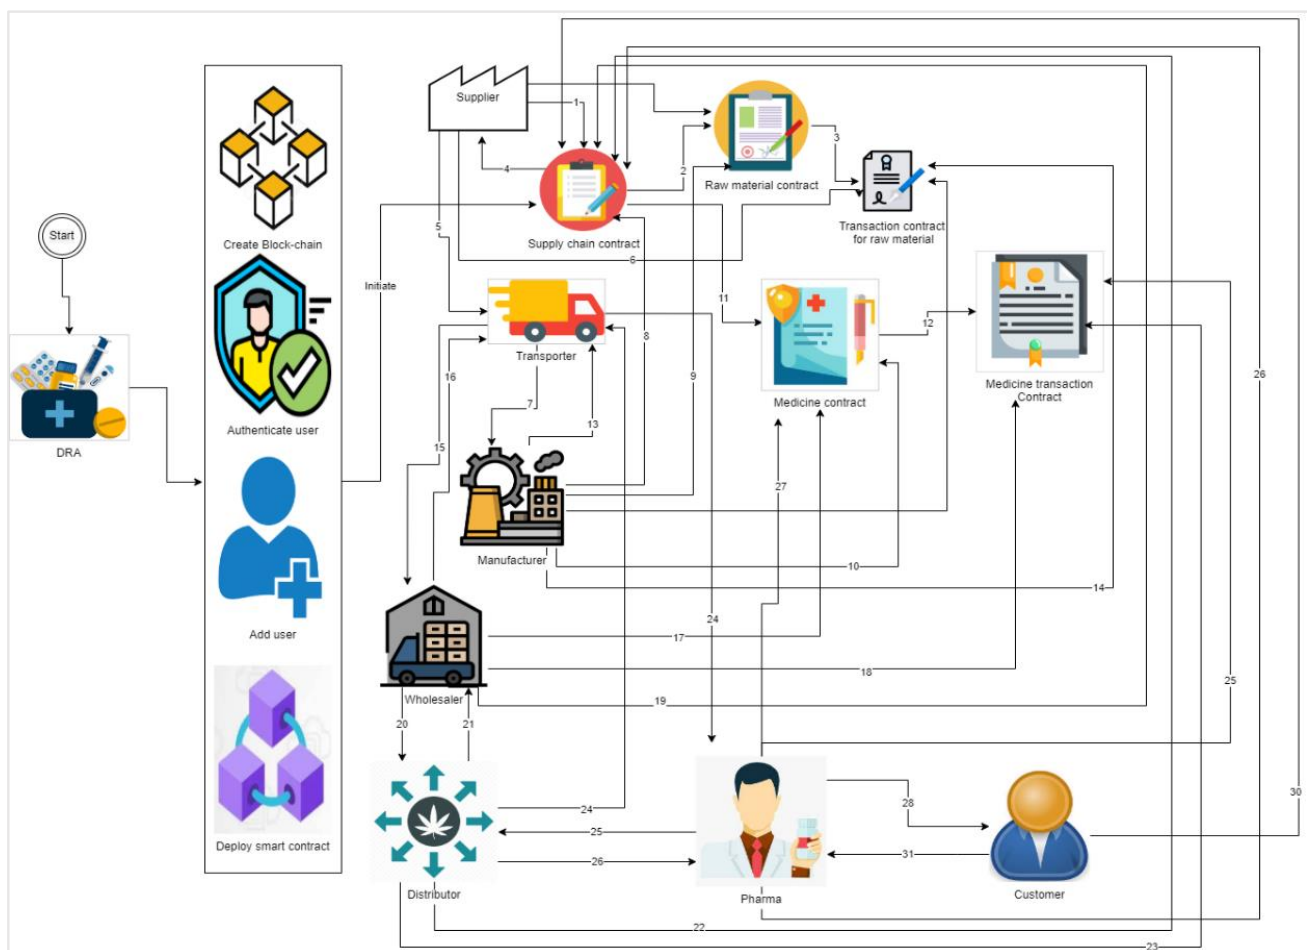 Supplier
1
Start
Create Block-chain
Authenticate user
Add user
Deploy smart contract
DRA
Initiate
4
2
3
Raw material contract
Supply chain contract
Transaction contract
for raw material
5
6
11
8
9
12
Transporter
Medicine contract
Medicine transaction
Contract
16
7
13
15
26
27
Manufacturer
10
14
24
17
18
25
Wholesaler
19
20
21
24
25
26
28
31
30
Distributor
Pharma
Customer
22
23